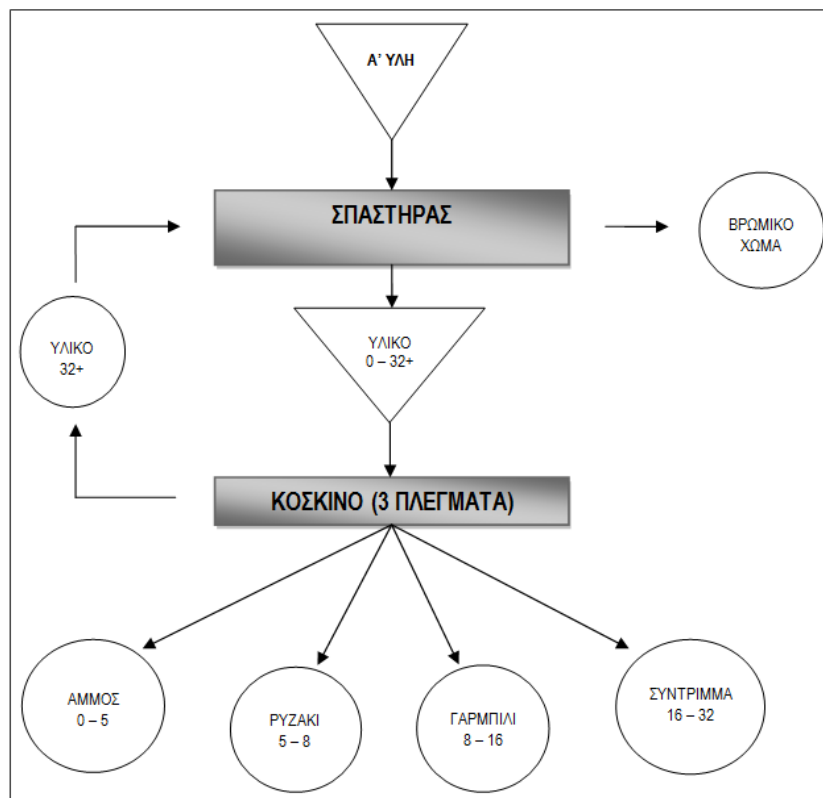 Α' ΥΛΗ
ΣΠΑΣΤΗΡΑΣ
ΒΡΩΜΙΚΟ
ΧΩΜΑ
ΥΛΙΚΟ
32+
ΥΛΙΚΟ
0 – 32+
ΚΟΣΚΙΝΟ (3 ΠΛΕΓΜΑΤΑ)
ΑΜΜΟΣ
0 – 5
ΡΥΖΑΚΙ
5 – 8
ΓΑΡΜΠΙΛΙ
8 – 16
ΣΥΝΤΡΙΜΜΑ
16 – 32